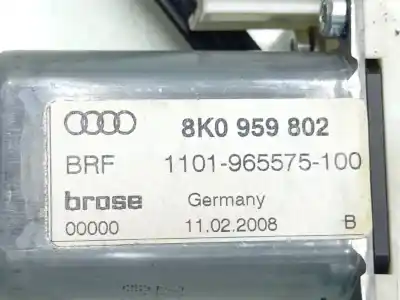 8K0 959 802
BRF 1101-965575-100
brose Germany
00000 11.02.2008 B